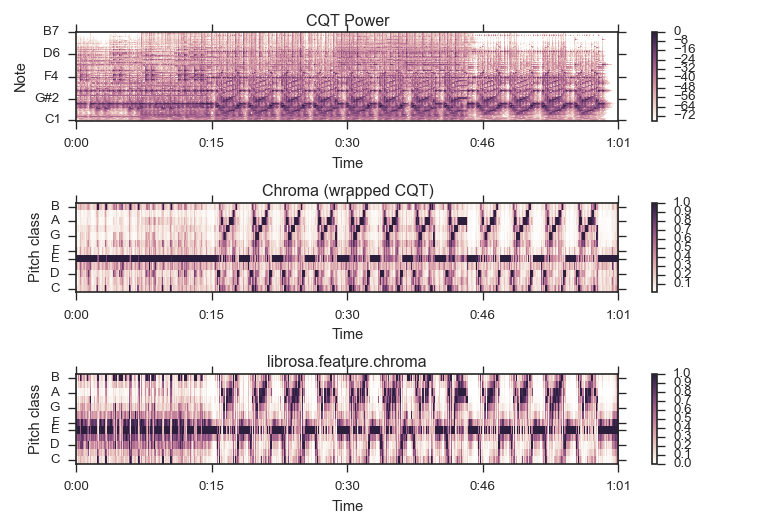 CQT Power
B7
D6
F4
G#2
C1
Note
0:00 0:15 0:30 0:46 1:01
Time
0
−8
−16
−24
−32
−40
−48
−56
−64
−72
Chroma (wrapped CQT)
B
A
G
F
E
D
C
Pitch class
0:00 0:15 0:30 0:46 1:01
Time
1.0
0.9
0.8
0.7
0.6
0.5
0.4
0.3
0.2
0.1
librosa.feature.chroma
B
A
G
F
E
D
C
Pitch class
0:00 0:15 0:30 0:46 1:01
Time
1.0
0.9
0.8
0.7
0.6
0.5
0.4
0.3
0.2
0.1
0.0